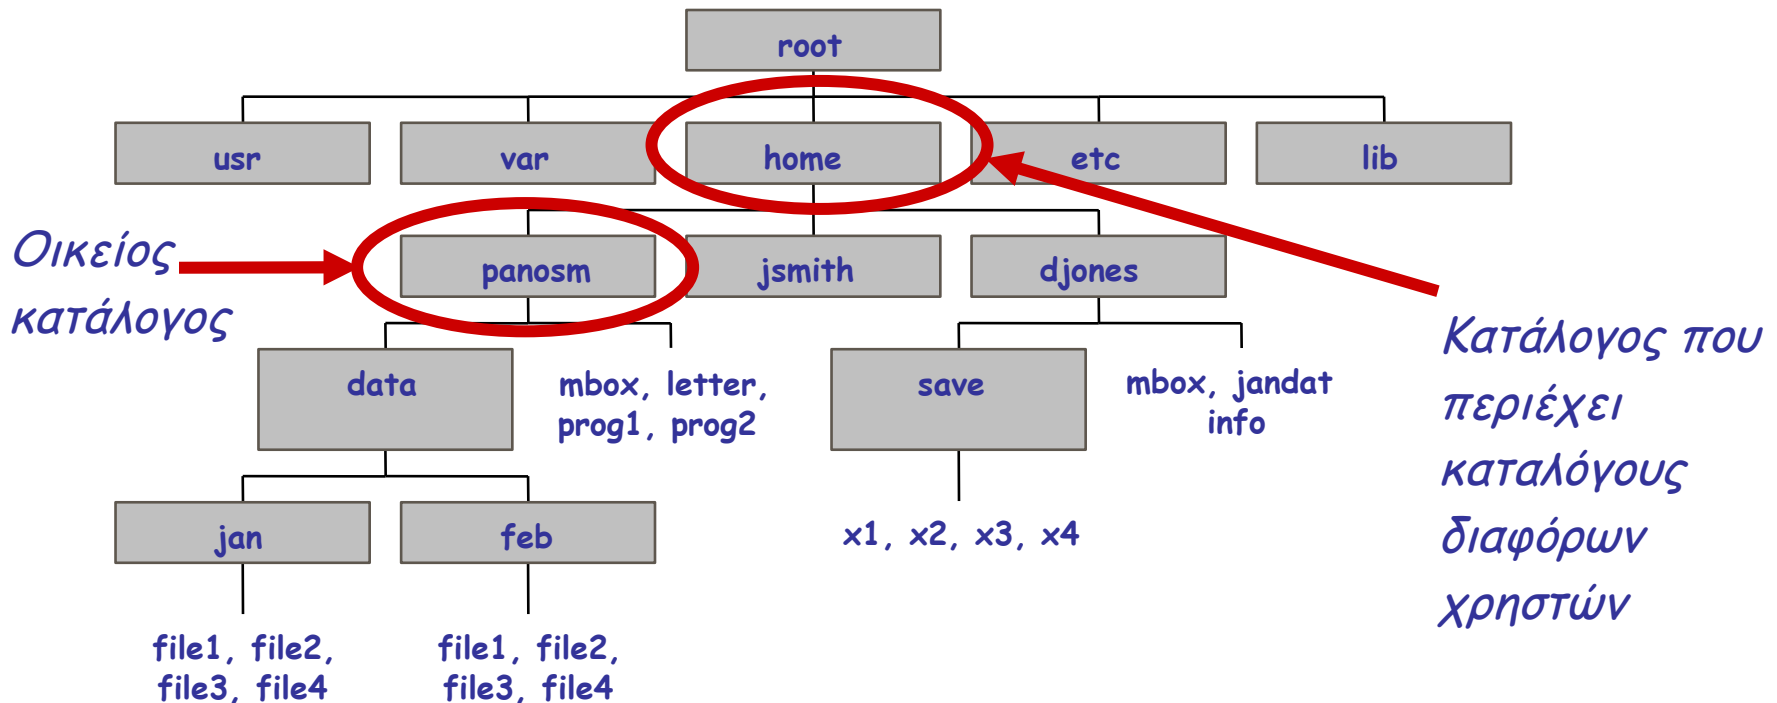 root
usr
var
home
etc
lib
Οικείος
κατάλογος
panosm
jsmith
djones
Κατάλογος που
περιέχει
καταλόγους
διαφόρων
χρηστών
data
mbox, letter,
prog1, prog2
save
mbox, jandat
info
jan
feb
x1, x2, x3, x4
file1, file2,
file3, file4
file1, file2,
file3, file4